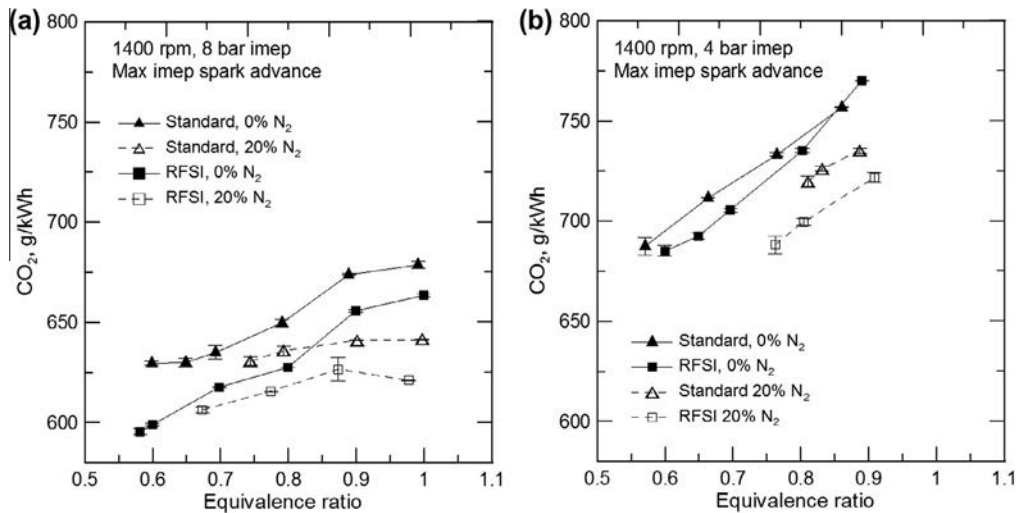 (a)
1400 rpm, 8 bar imep
Max imep spark advance
Standard, 0% N₂
Standard, 20% N₂
RFSI, 0% N₂
RFSI, 20% N₂
CO₂, g/kWh
800
750
700
650
600
0.5 0.6 0.7 0.8 0.9 1 1.1
Equivalence ratio
(b)
1400 rpm, 4 bar imep
Max imep spark advance
Standard, 0% N₂
RFSI, 0% N₂
Standard 20% N₂
RFSI 20% N₂
CO₂, g/kWh
800
750
700
650
600
0.5 0.6 0.7 0.8 0.9 1 1.1
Equivalence ratio